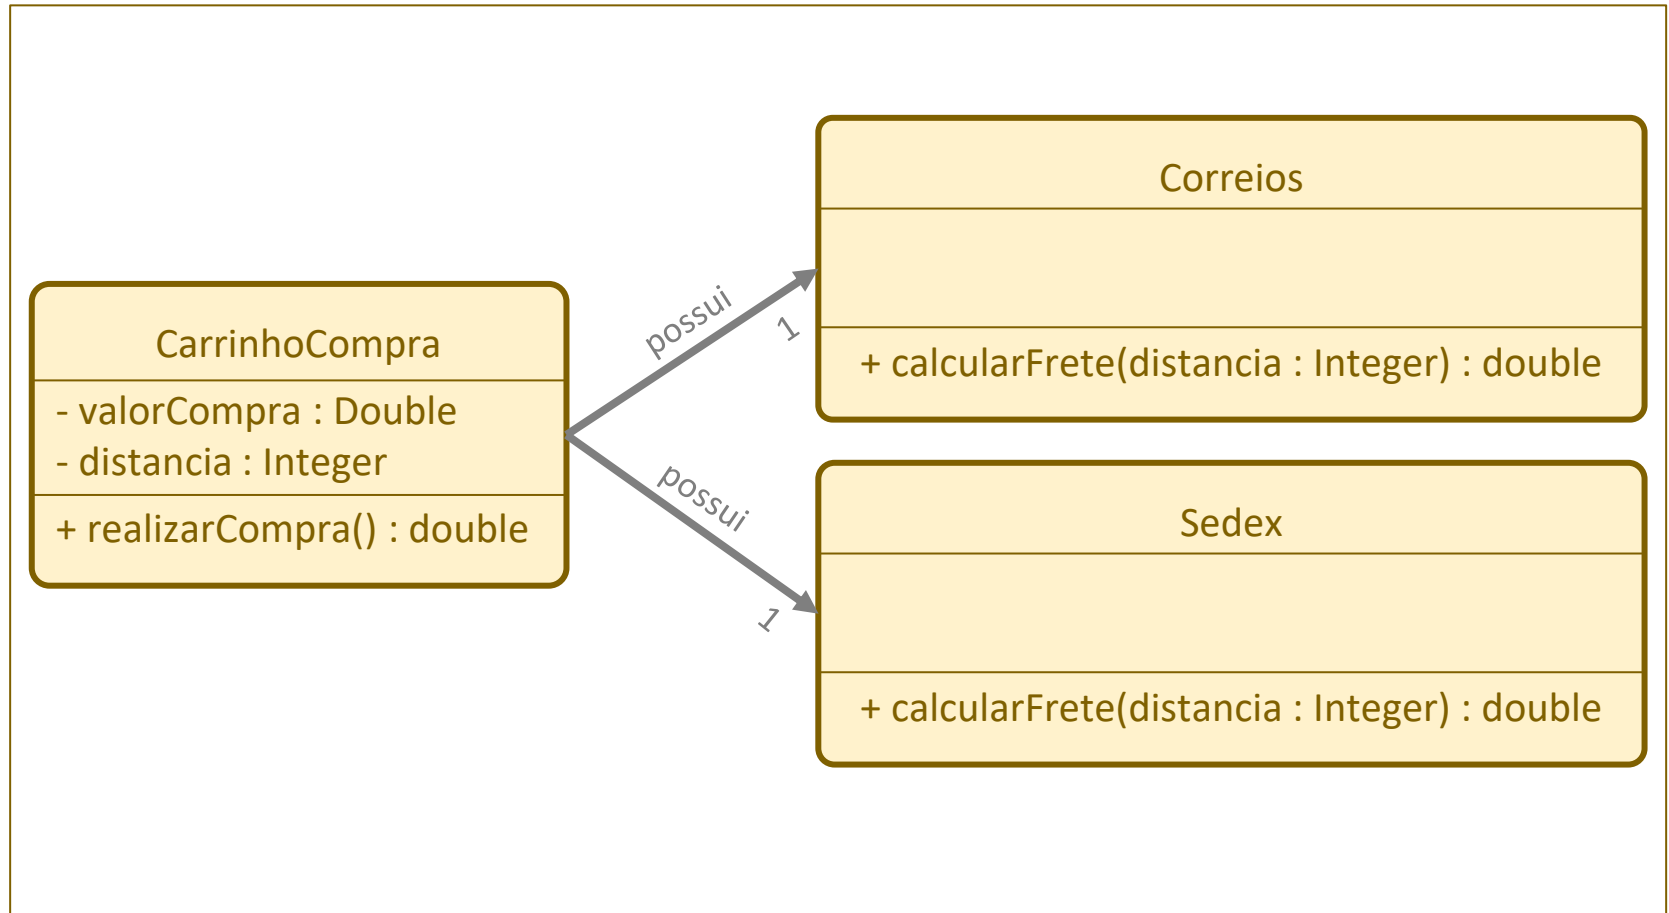 CarrinhoCompra
- valorCompra : Double
- distancia : Integer
+ realizarCompra() : double
possui
1
possui
1
Correios
+ calcularFrete(distancia : Integer) : double
Sedex
+ calcularFrete(distancia : Integer) : double